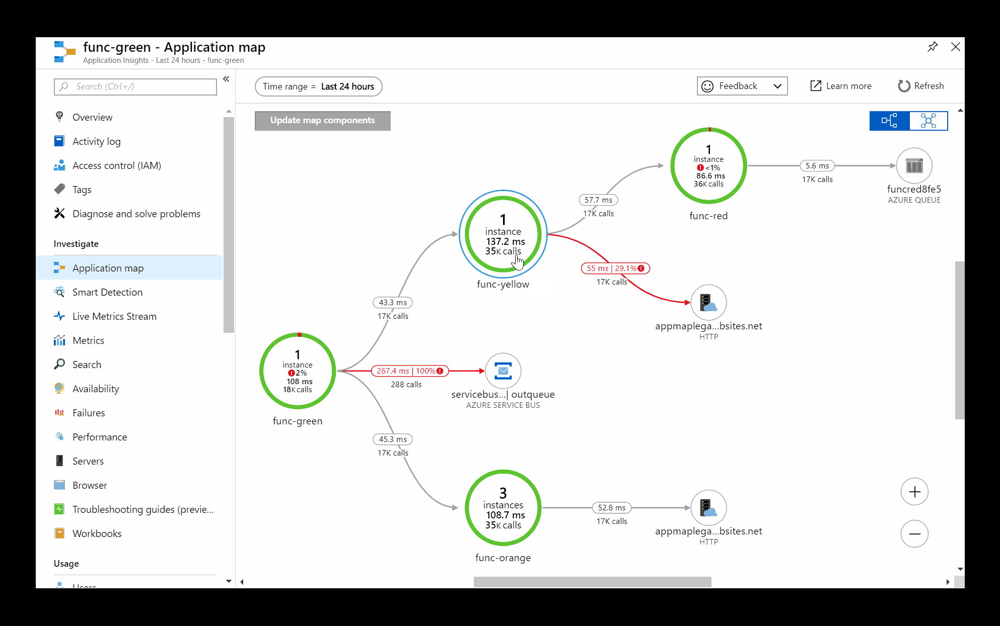 func-green - Application map
Application Insights - Last 24 hours - func-green
Search (Ctrl+/)
«
Overview
Activity log
Access control (IAM)
Tags
Diagnose and solve problems
Investigate
Application map
Smart Detection
Live Metrics Stream
Metrics
Search
Availability
Failures
Performance
Servers
Browser
Troubleshooting guides (previe...
Workbooks
Usage
Users
Time range = Last 24 hours
Feedback
Learn more
Refresh
Update map components
1
instance
<1%
86.6 ms
36K calls
func-red
5.6 ms
17K calls
funcred8fe5
AZURE QUEUE
57.7 ms
17K calls
1
instance
137.2 ms
35K calls
func-yellow
55 ms | 29.1%
17K calls
appmaplega...bsites.net
HTTP
43.3 ms
17K calls
1
instance
2%
108 ms
18K calls
func-green
267.4 ms | 100%
288 calls
servicebus...| outqueue
AZURE SERVICE BUS
45.3 ms
17K calls
3
instances
108.7 ms
35K calls
func-orange
52.8 ms
17K calls
appmaplega...bsites.net
HTTP